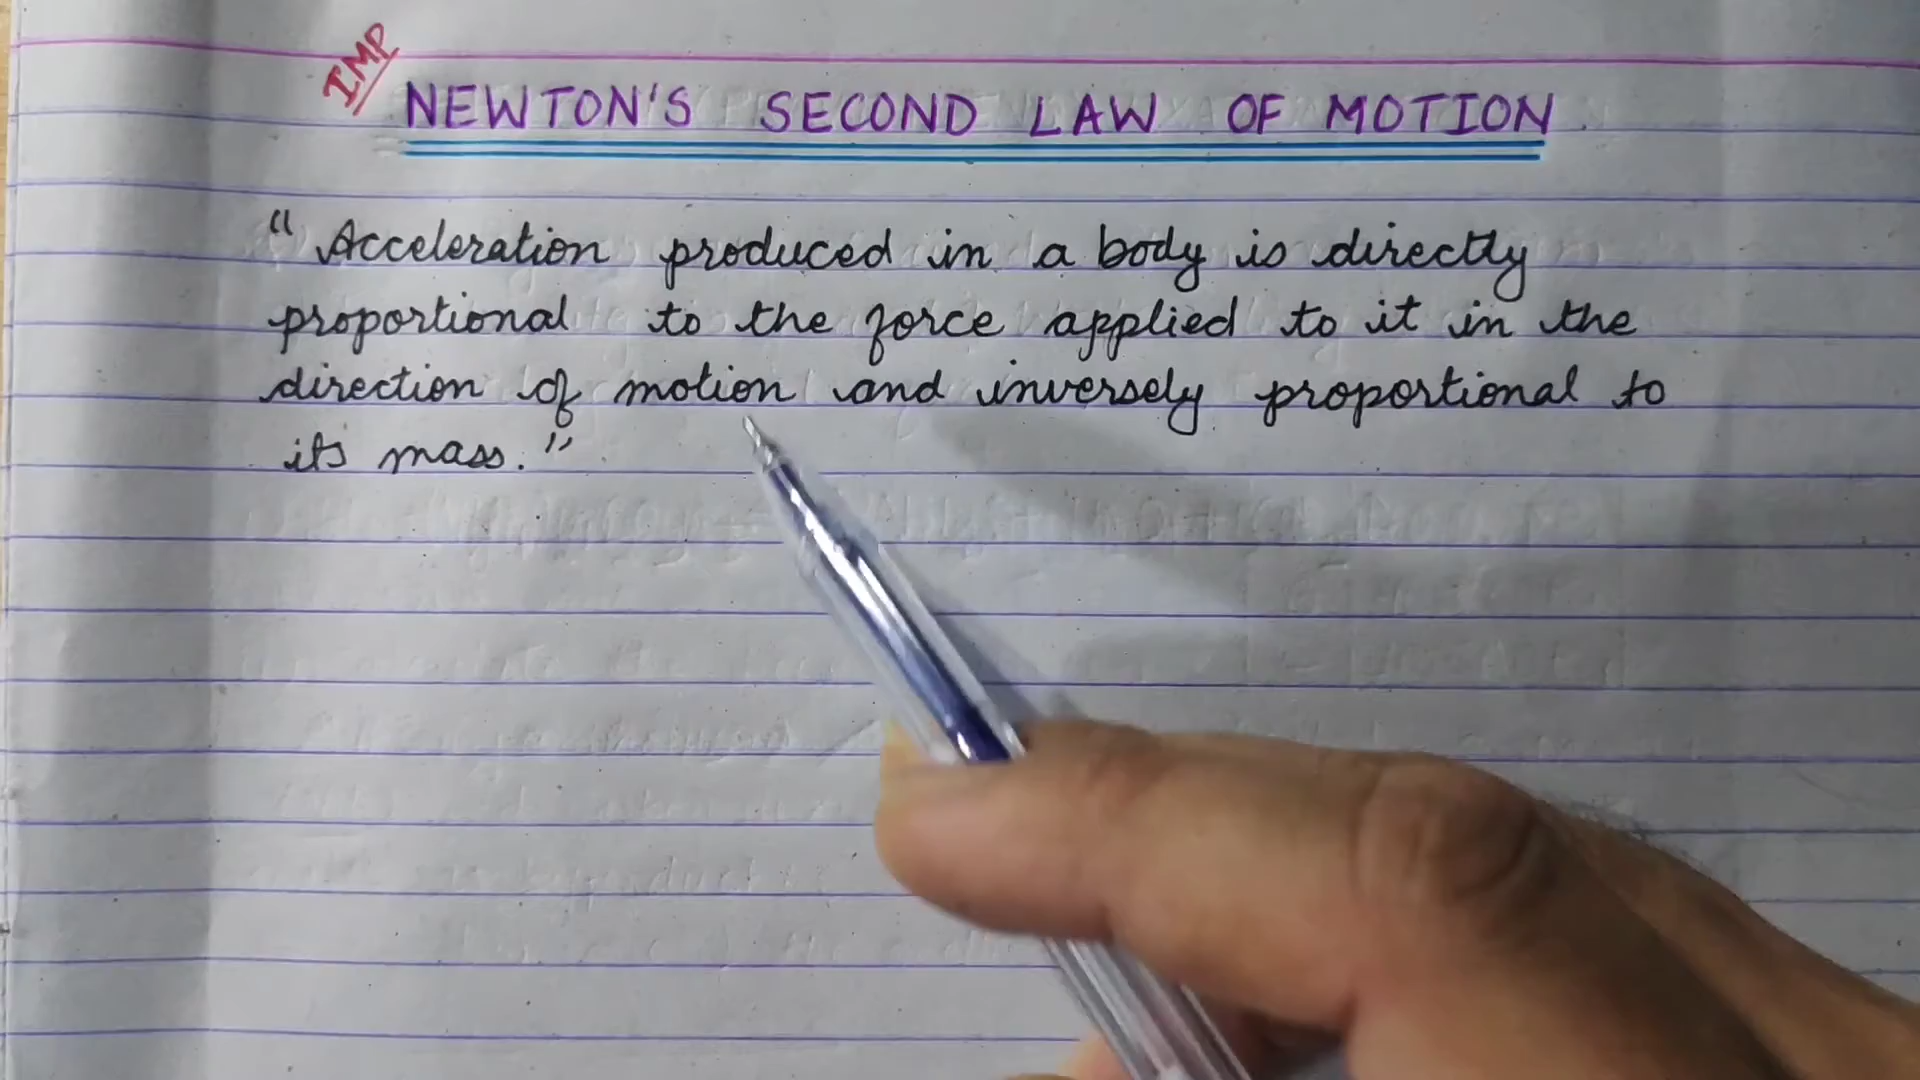 IMP
NEWTON'S SECOND LAW OF MOTION.
" Acceleration produced in a body is directly
proportional to the force applied to it in the
direction of motion and inversely proportional to
its mass."